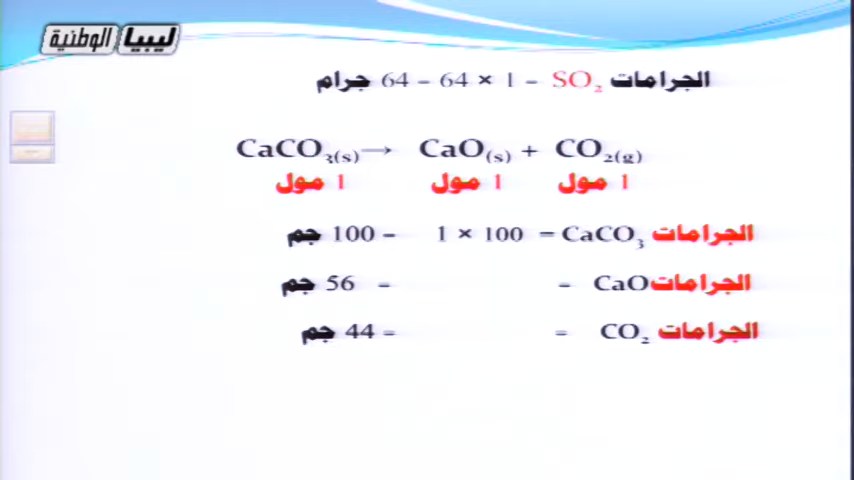 ليبيا الوطنية
الجرامات SO₂ = 1 × 64 = 64 جرام
CaCO₃(s) → CaO(s) + CO₂(g)
1 مول 1 مول 1 مول
الجرامات CaCO₃ = 1 × 100 = 100 جم
الجرامات CaO = = 56 جم
الجرامات CO₂ = = 44 جم